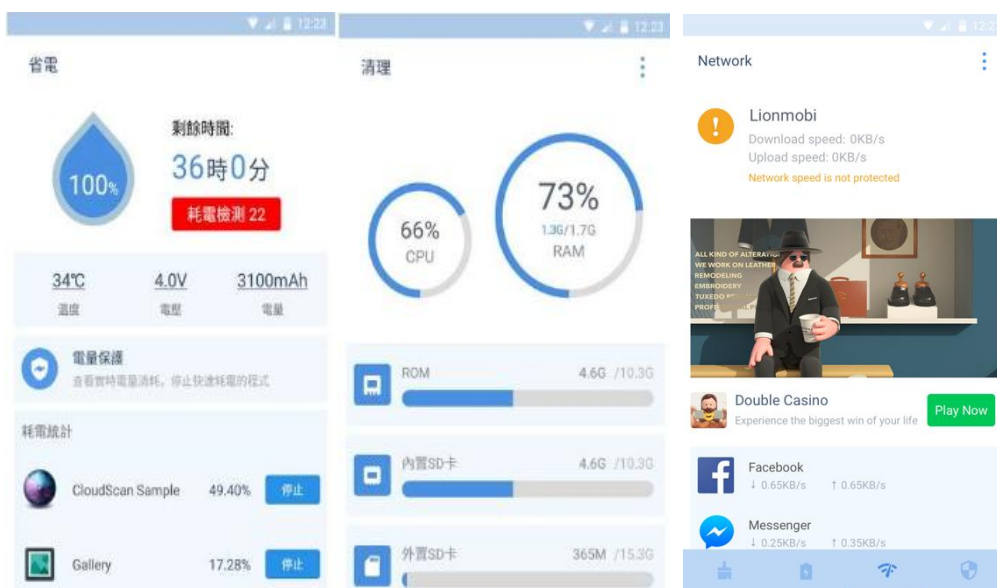 12:23
省電
100%
剩餘時間:
36時0分
耗電檢測 22
34℃
溫度
4.0V
電壓
3100mAh
電量
電量保護
查看實時電量消耗，停止快速耗電的程式
耗電統計
CloudScan Sample 49.40% 停止
Gallery 17.28% 停止
12:23
清理
66%
CPU
73%
1.3G/1.7G
RAM
ROM 4.6G /10.3G
內置SD卡 4.6G /10.3G
外置SD卡 365M /15.3G
Network
Lionmobi
Download speed: 0KB/s
Upload speed: 0KB/s
Network speed is not protected
ALL KIND OF ALTERATIO
WE WORK ON LEATHER
REMODELING
EMBROIDERY
TUXEDO
Double Casino
Experience the biggest win of your life
Play Now
Facebook
↓ 0.65KB/s ↑ 0.65KB/s
Messenger
↓ 0.25KB/s ↑ 0.35KB/s